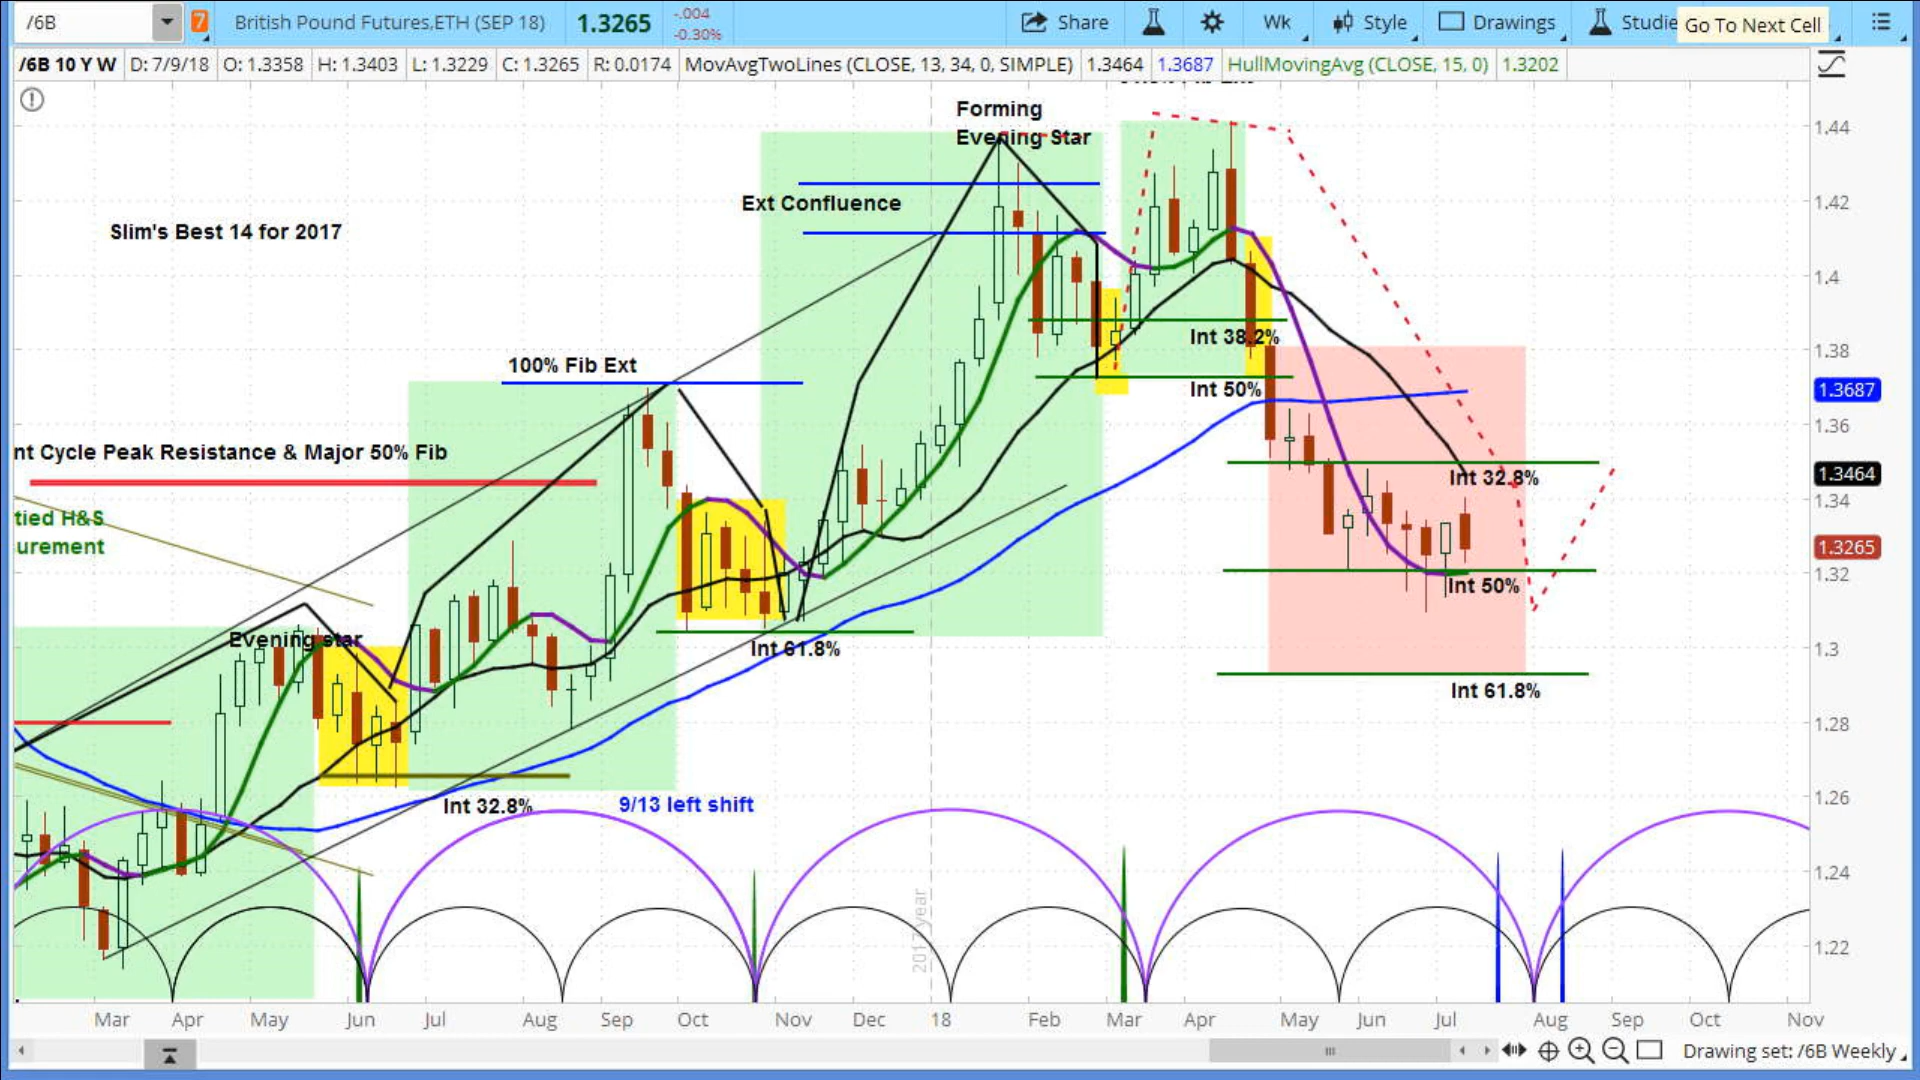 /6B
7
British Pound Futures,ETH (SEP 18)
1.3265
-.004
-0.30%
Share
Wk
Style
Drawings
Studie
Go To Next Cell
/6B 10 Y W
D: 7/9/18
O: 1.3358
H: 1.3403
L: 1.3229
C: 1.3265
R: 0.0174
MovAvgTwoLines (CLOSE, 13, 34, 0, SIMPLE)
1.3464
1.3687
HullMovingAvg (CLOSE, 15, 0)
1.3202
Forming
Evening Star
1.44
Ext Confluence
1.42
Slim's Best 14 for 2017
1.4
Int 38.2%
1.38
100% Fib Ext
Int 50%
1.3687
1.36
nt Cycle Peak Resistance & Major 50% Fib
Int 32.8%
1.3464
1.34
tied H&S
urement
1.3265
1.32
Int 50%
Evening star
Int 61.8%
1.3
Int 61.8%
1.28
Int 32.8%
9/13 left shift
1.26
1.24
2017 year
1.22
Mar
Apr
May
Jun
Jul
Aug
Sep
Oct
Nov
Dec
18
Feb
Mar
Apr
May
Jun
Jul
Aug
Sep
Oct
Nov
Drawing set: /6B Weekly